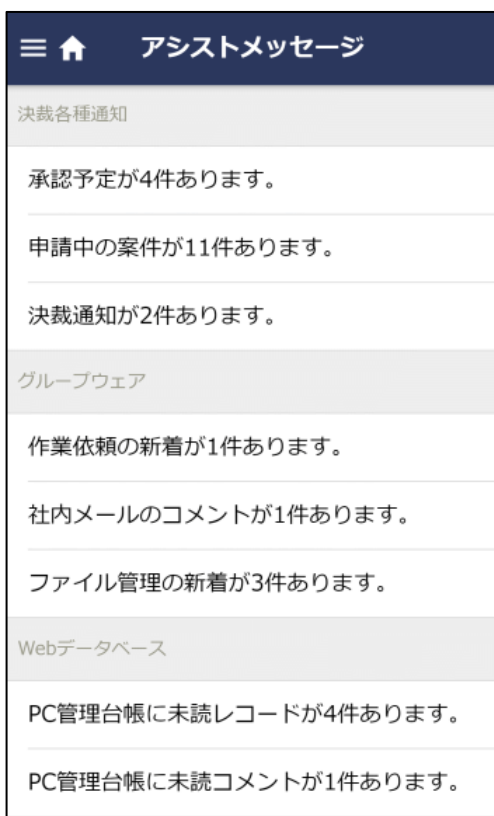 アシストメッセージ
決裁各種通知
承認予定が4件あります。
申請中の案件が11件あります。
決裁通知が2件あります。
グループウェア
作業依頼の新着が1件あります。
社内メールのコメントが1件あります。
ファイル管理の新着が3件あります。
Webデータベース
PC管理台帳に未読レコードが4件あります。
PC管理台帳に未読コメントが1件あります。